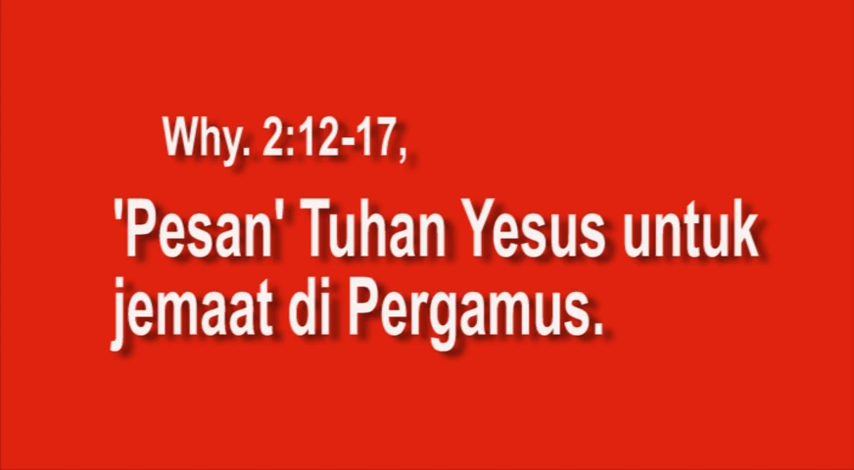 Why. 2:12-17,
'Pesan' Tuhan Yesus untuk
jemaat di Pergamus.